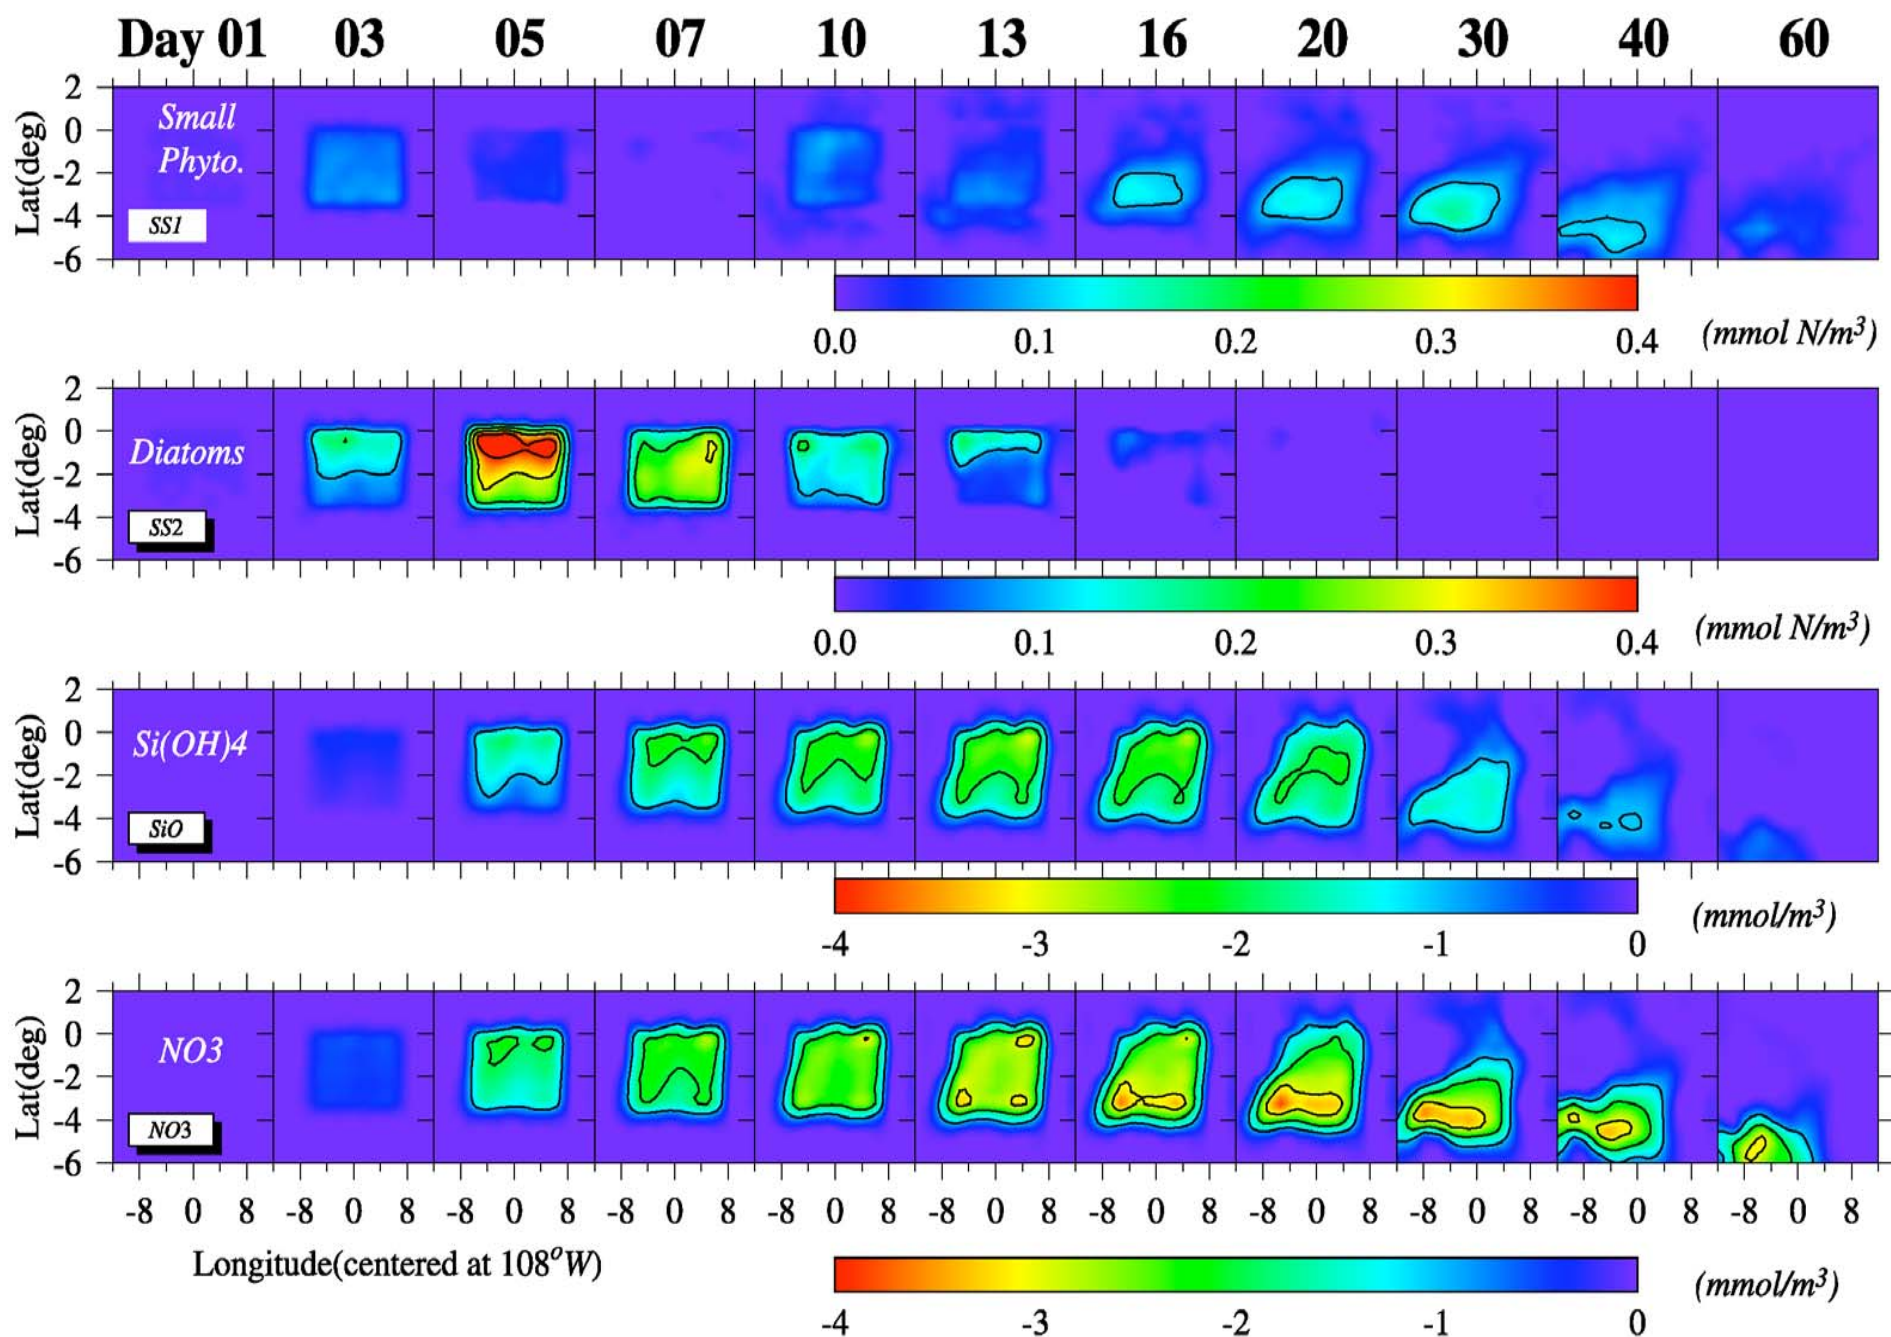 Day 01 03 05 07 10 13 16 20 30 40 60
2
0
-2
-4
-6
Lat(deg)
Small
Phyto.
SS1
0.0 0.1 0.2 0.3 0.4 (mmol N/m³)
2
0
-2
-4
-6
Lat(deg)
Diatoms
SS2
0.0 0.1 0.2 0.3 0.4 (mmol N/m³)
2
0
-2
-4
-6
Lat(deg)
Si(OH)4
SiO
-4 -3 -2 -1 0 (mmol/m³)
2
0
-2
-4
-6
Lat(deg)
NO3
NO3
-8 0 8 -8 0 8 -8 0 8 -8 0 8 -8 0 8 -8 0 8 -8 0 8 -8 0 8 -8 0 8 -8 0 8 -8 0 8
Longitude(centered at 108°W)
-4 -3 -2 -1 0 (mmol/m³)